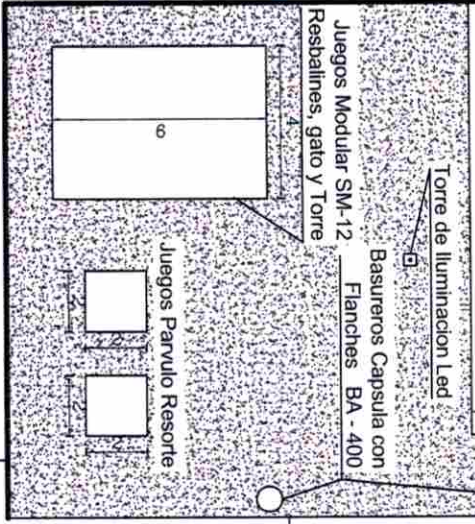 Torre de Iluminacion Led
Basureros Capsula con
Flanches BA - 400
Juegos Modular SM-12
Resbalines, gato y Torre
4
6
Juegos Parvulo Resorte
2
2
2
2